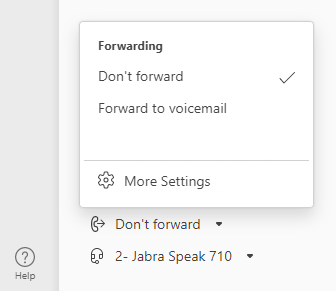 Forwarding
Don't forward
Forward to voicemail
More Settings
Don't forward
2- Jabra Speak 710
Help